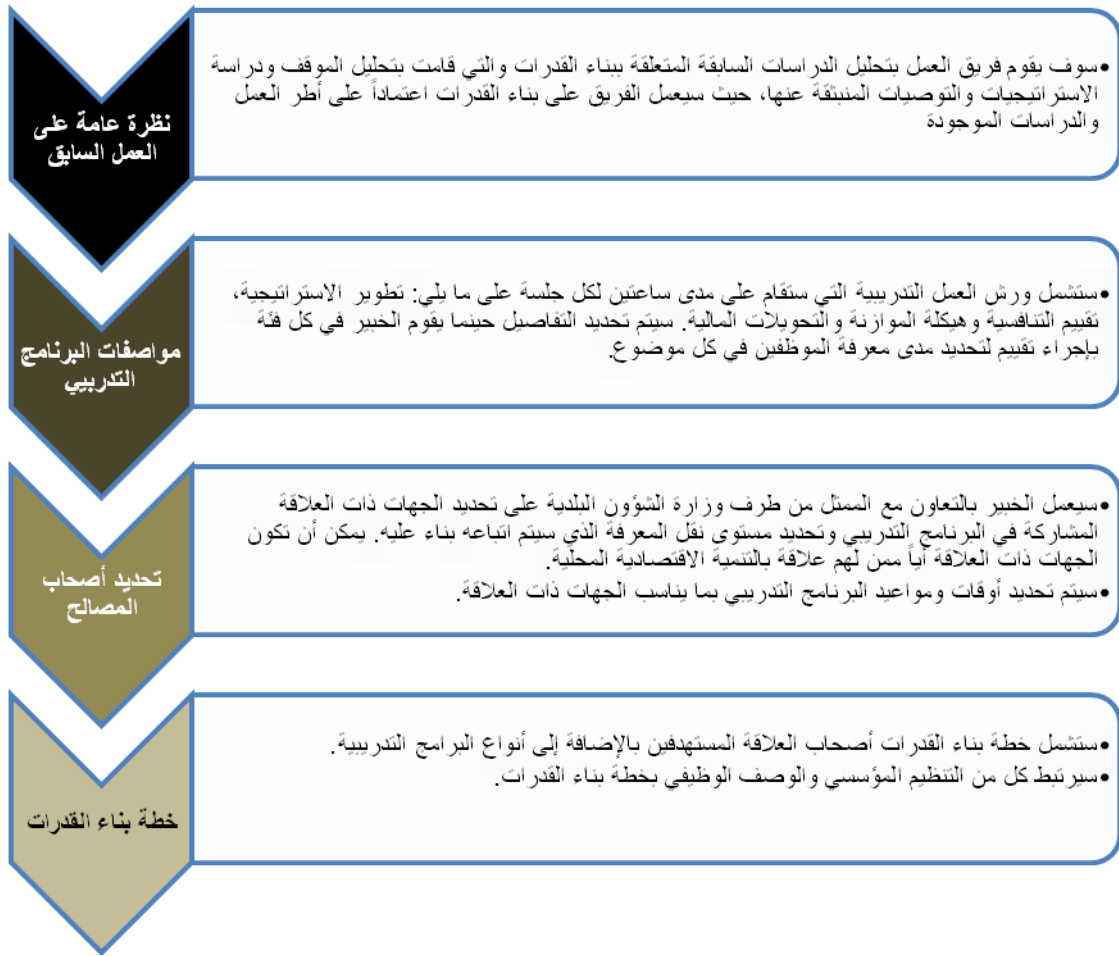 نظرة عامة على
العمل السابق
•سوف يقوم فريق العمل بتحليل الدراسات السابقة المتعلقة ببناء القدرات والتي قامت بتحليل الموقف ودراسة
الاستراتيجيات والتوصيات المنبثقة عنها، حيث سيعمل الفريق على بناء القدرات اعتماداً على أطر العمل
والدراسات الموجودة
مواصفات البرنامج
التدريبي
•ستشمل ورش العمل التدريبية التي ستقام على مدى ساعتين لكل جلسة على ما يلي: تطوير الاستراتيجية،
تقييم التنافسية وهيكلة الموازنة والتحويلات المالية. سيتم تحديد التفاصيل حينما يقوم الخبير في كل فئة
بإجراء تقييم لتحديد مدى معرفة الموظفين في كل موضوع.
تحديد أصحاب
المصالح
•سيعمل الخبير بالتعاون مع الممثل من طرف وزارة الشؤون البلدية على تحديد الجهات ذات العلاقة
المشاركة في البرنامج التدريبي وتحديد مستوى نقل المعرفة الذي سيتم اتباعه بناء عليه. يمكن أن تكون
الجهات ذات العلاقة أياً ممن لهم علاقة بالتنمية الاقتصادية المحلية.
•سيتم تحديد أوقات ومواعيد البرنامج التدريبي بما يناسب الجهات ذات العلاقة.
خطة بناء القدرات
•ستشمل خطة بناء القدرات أصحاب العلاقة المستهدفين بالإضافة إلى أنواع البرامج التدريبية.
•سيرتبط كل من التنظيم المؤسسي والوصف الوظيفي بخطة بناء القدرات.